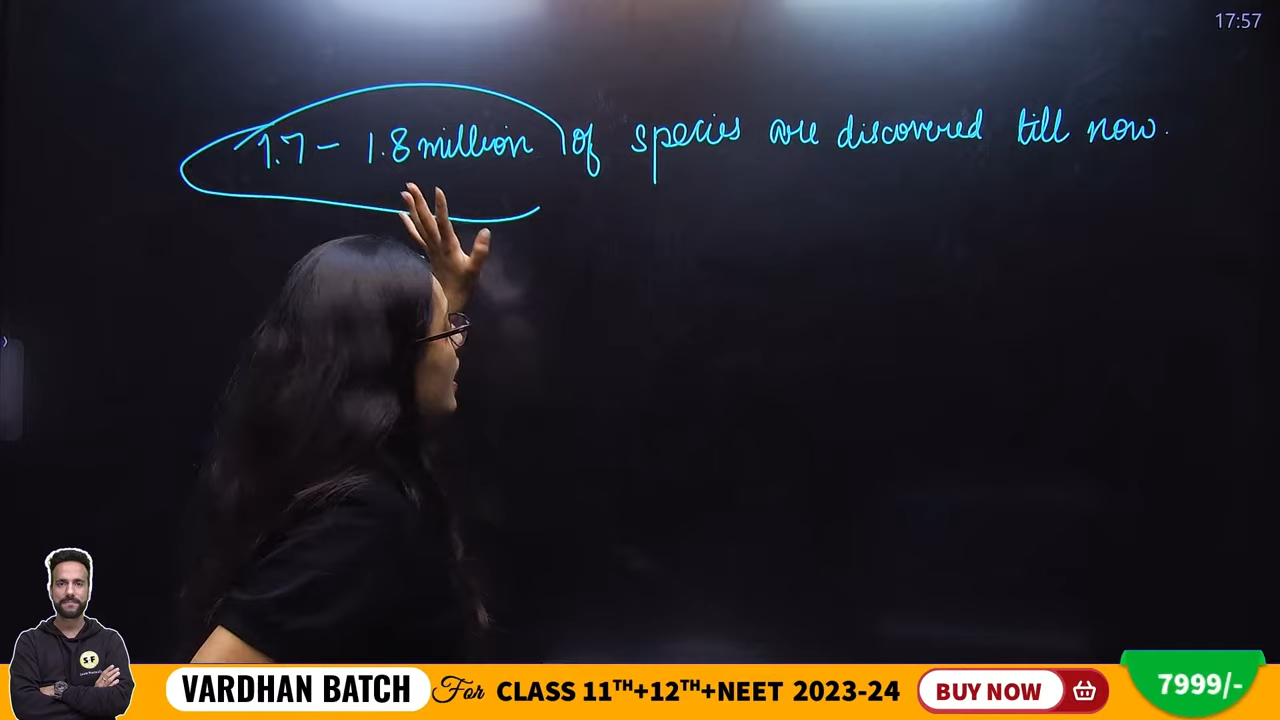 17:57
1.7 - 1.8 million of species are discovered till now.
SF
VARDHAN BATCH For CLASS 11TH+12TH+NEET 2023-24 BUY NOW 7999/-